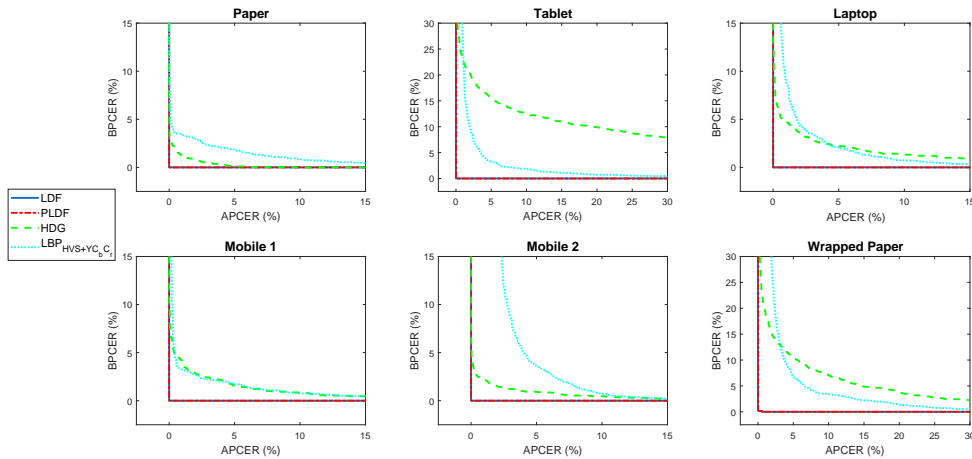 Paper
15
10
5
0
BPCER (%)
0
5
10
15
APCER (%)
Tablet
30
25
20
15
10
5
0
BPCER (%)
0
5
10
15
20
25
30
APCER (%)
Laptop
15
10
5
0
BPCER (%)
0
5
10
15
APCER (%)
LDF
PLDF
HDG
LBP HVS+YCbCr
Mobile 1
15
10
5
0
BPCER (%)
0
5
10
15
APCER (%)
Mobile 2
15
10
5
0
BPCER (%)
0
5
10
15
APCER (%)
Wrapped Paper
30
25
20
15
10
5
0
BPCER (%)
0
5
10
15
20
25
30
APCER (%)